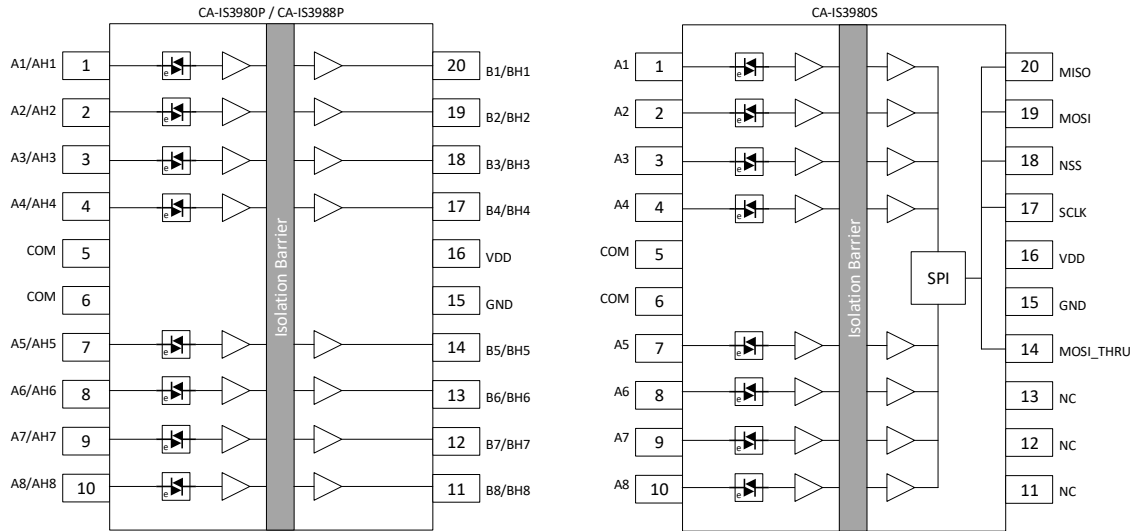 CA-IS3980P / CA-IS3988P
A1/AH1 1 e 20 B1/BH1
A2/AH2 2 e 19 B2/BH2
A3/AH3 3 e 18 B3/BH3
A4/AH4 4 e 17 B4/BH4
COM 5 16 VDD
COM 6 15 GND
A5/AH5 7 e 14 B5/BH5
A6/AH6 8 e 13 B6/BH6
A7/AH7 9 e 12 B7/BH7
A8/AH8 10 e 11 B8/BH8
Isolation Barrier
CA-IS3980S
A1 1 e 20 MISO
A2 2 e 19 MOSI
A3 3 e 18 NSS
A4 4 e 17 SCLK
COM 5 16 VDD
SPI
COM 6 15 GND
A5 7 e 14 MOSI_THRU
A6 8 e 13 NC
A7 9 e 12 NC
A8 10 e 11 NC
Isolation Barrier